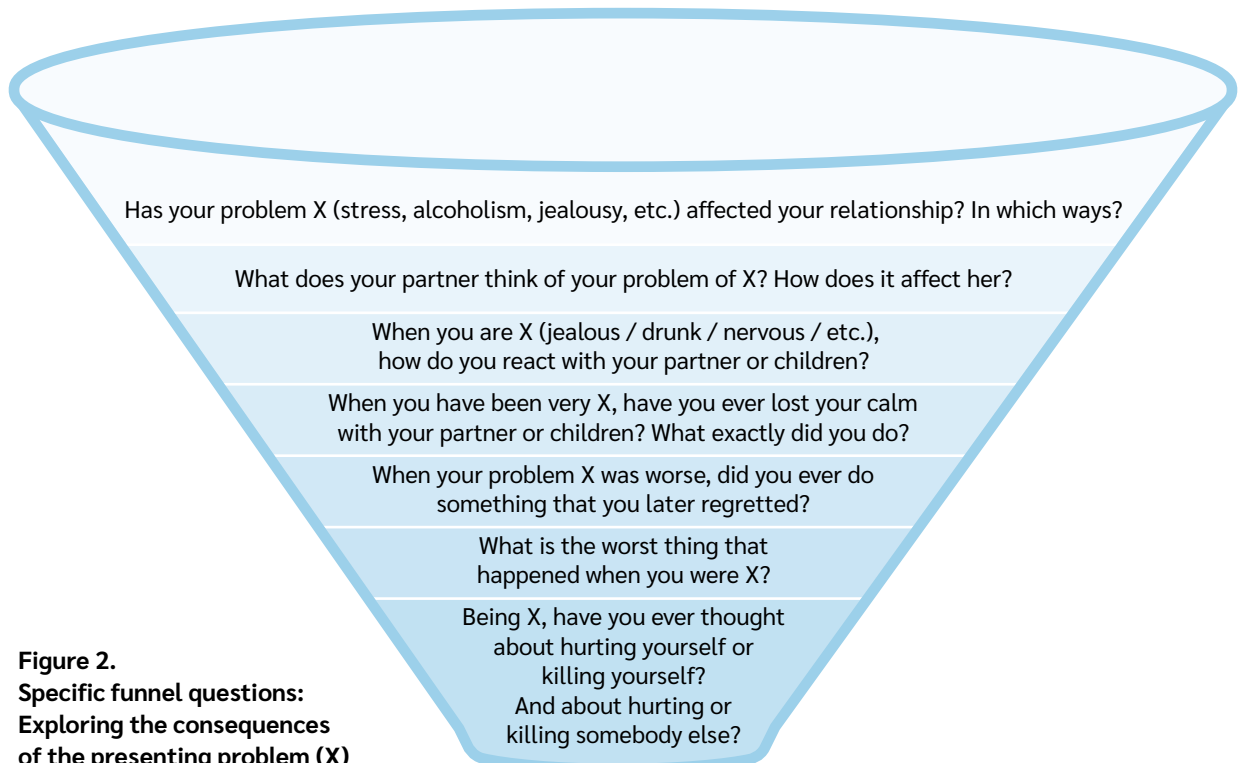 Has your problem X (stress, alcoholism, jealousy, etc.) affected your relationship? In which ways?
What does your partner think of your problem of X? How does it affect her?
When you are X (jealous / drunk / nervous / etc.),
how do you react with your partner or children?
When you have been very X, have you ever lost your calm
with your partner or children? What exactly did you do?
When your problem X was worse, did you ever do
something that you later regretted?
What is the worst thing that
happened when you were X?
Being X, have you ever thought
about hurting yourself or
killing yourself?
And about hurting or
killing somebody else?
Figure 2.
Specific funnel questions:
Exploring the consequences
of the presenting problem (X)